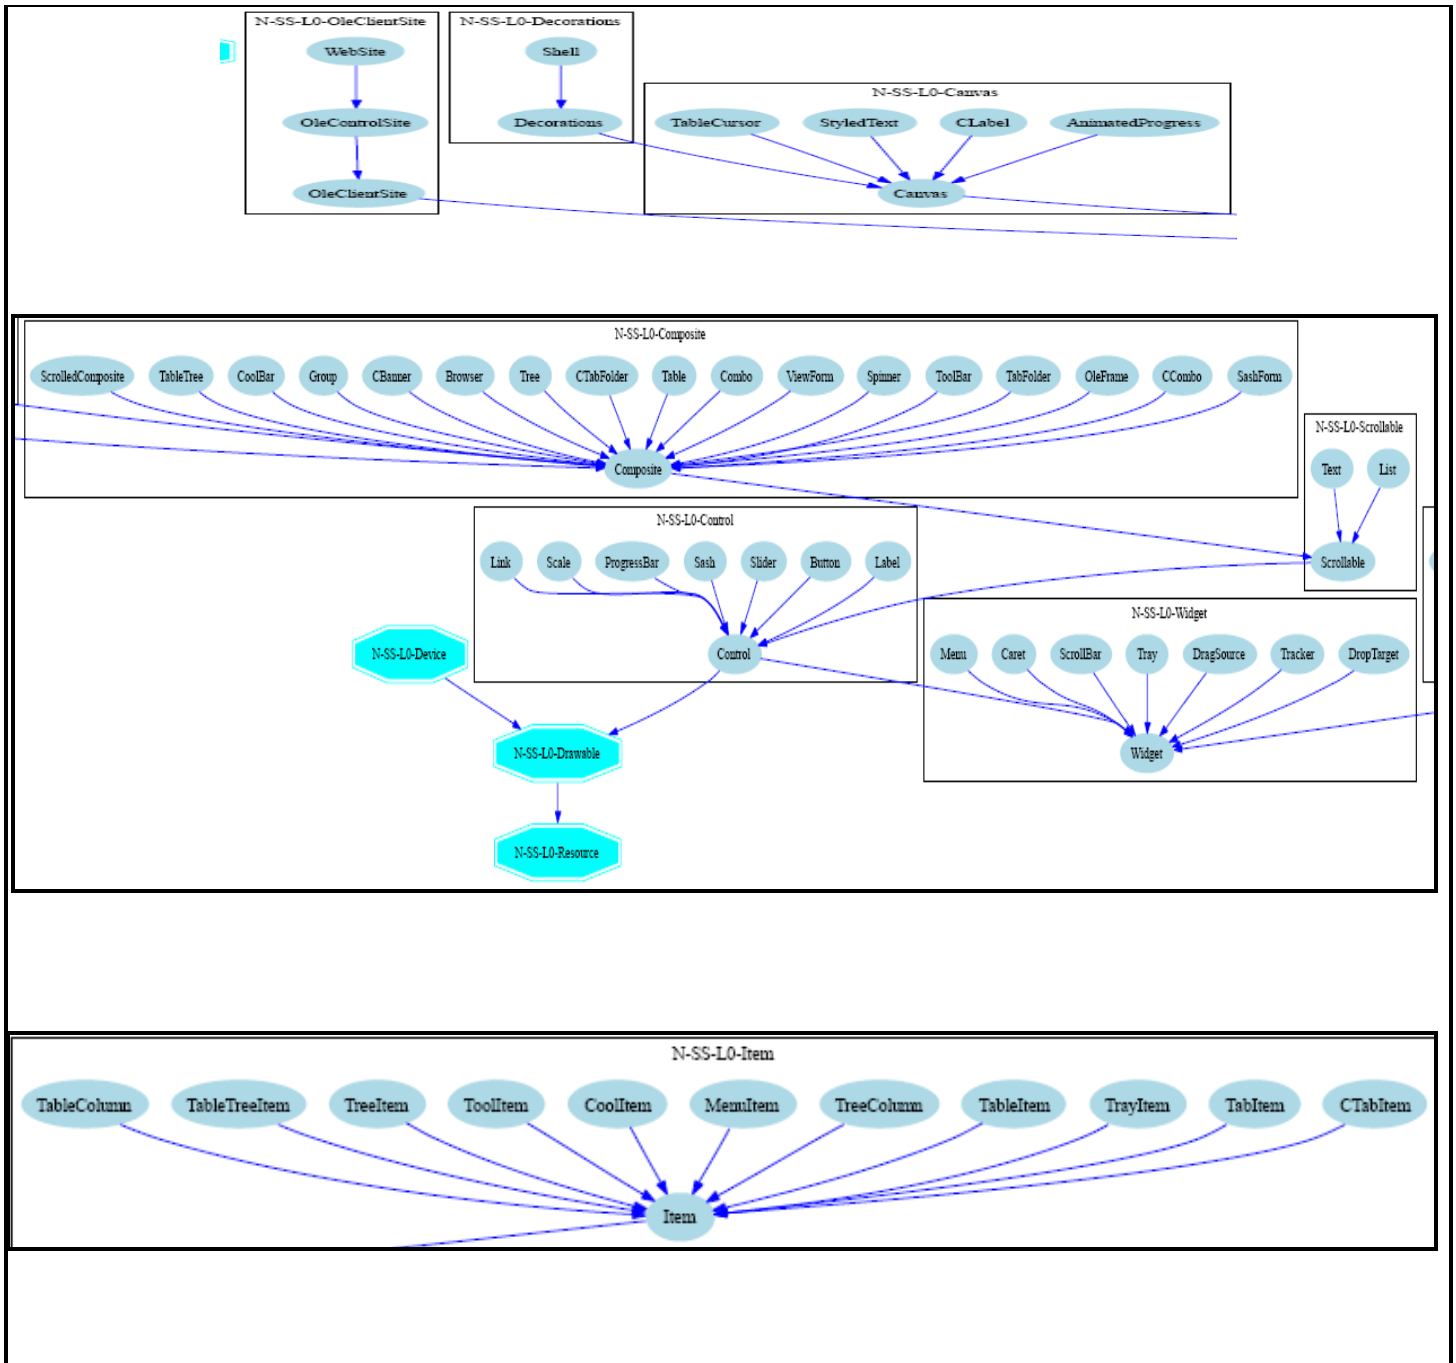 N-SS-L0-OleClientSite
N-SS-L0-Decorations
WebSite
Shell
N-SS-L0-Canvas
OleControlSite
Decorations
TableCursor
StyledText
CLabel
AnimatedProgress
OleClientSite
Canvas
N-SS-L0-Composite
ScrolledComposite
TableTree
CoolBar
Group
CBanner
Browser
Tree
CTabFolder
Table
Combo
ViewForm
Spinner
ToolBar
TabFolder
OleFrame
CCombo
SashForm
N-SS-L0-Scrollable
Composite
Text
List
N-SS-L0-Control
Link
Scale
ProgressBar
Sash
Slider
Button
Label
Scrollable
N-SS-L0-Widget
N-SS-L0-Device
Control
Menu
Caret
ScrollBar
Tray
DragSource
Tracker
DropTarget
N-SS-L0-Drawable
Widget
N-SS-L0-Resource
N-SS-L0-Item
TableColumn
TableTreeItem
TreeItem
ToolItem
CoolItem
MenuItem
TreeColumn
TableItem
TrayItem
TabItem
CTabItem
Item